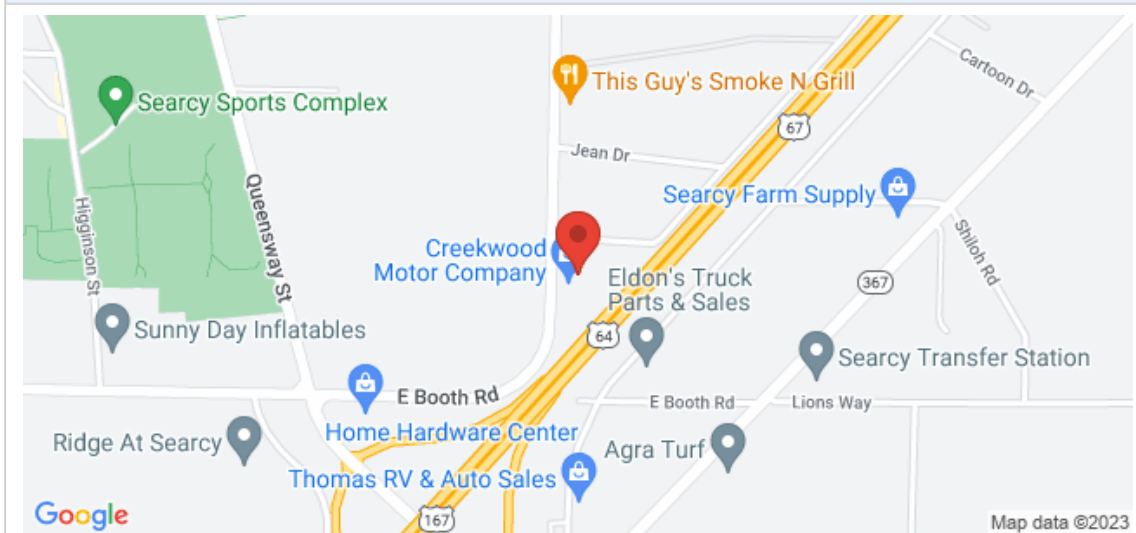 This Guy's Smoke N Grill
Cartoon Dr
Searcy Sports Complex
67
Jean Dr
Searcy Farm Supply
Queensway St
Higginson St
Shiloh Rd
Creekwood
Motor Company
Eldon's Truck
Parts & Sales
367
Sunny Day Inflatables
64
Searcy Transfer Station
E Booth Rd
E Booth Rd
Lions Way
Home Hardware Center
Ridge At Searcy
Agra Turf
Thomas RV & Auto Sales
Google
167
Map data ©2023